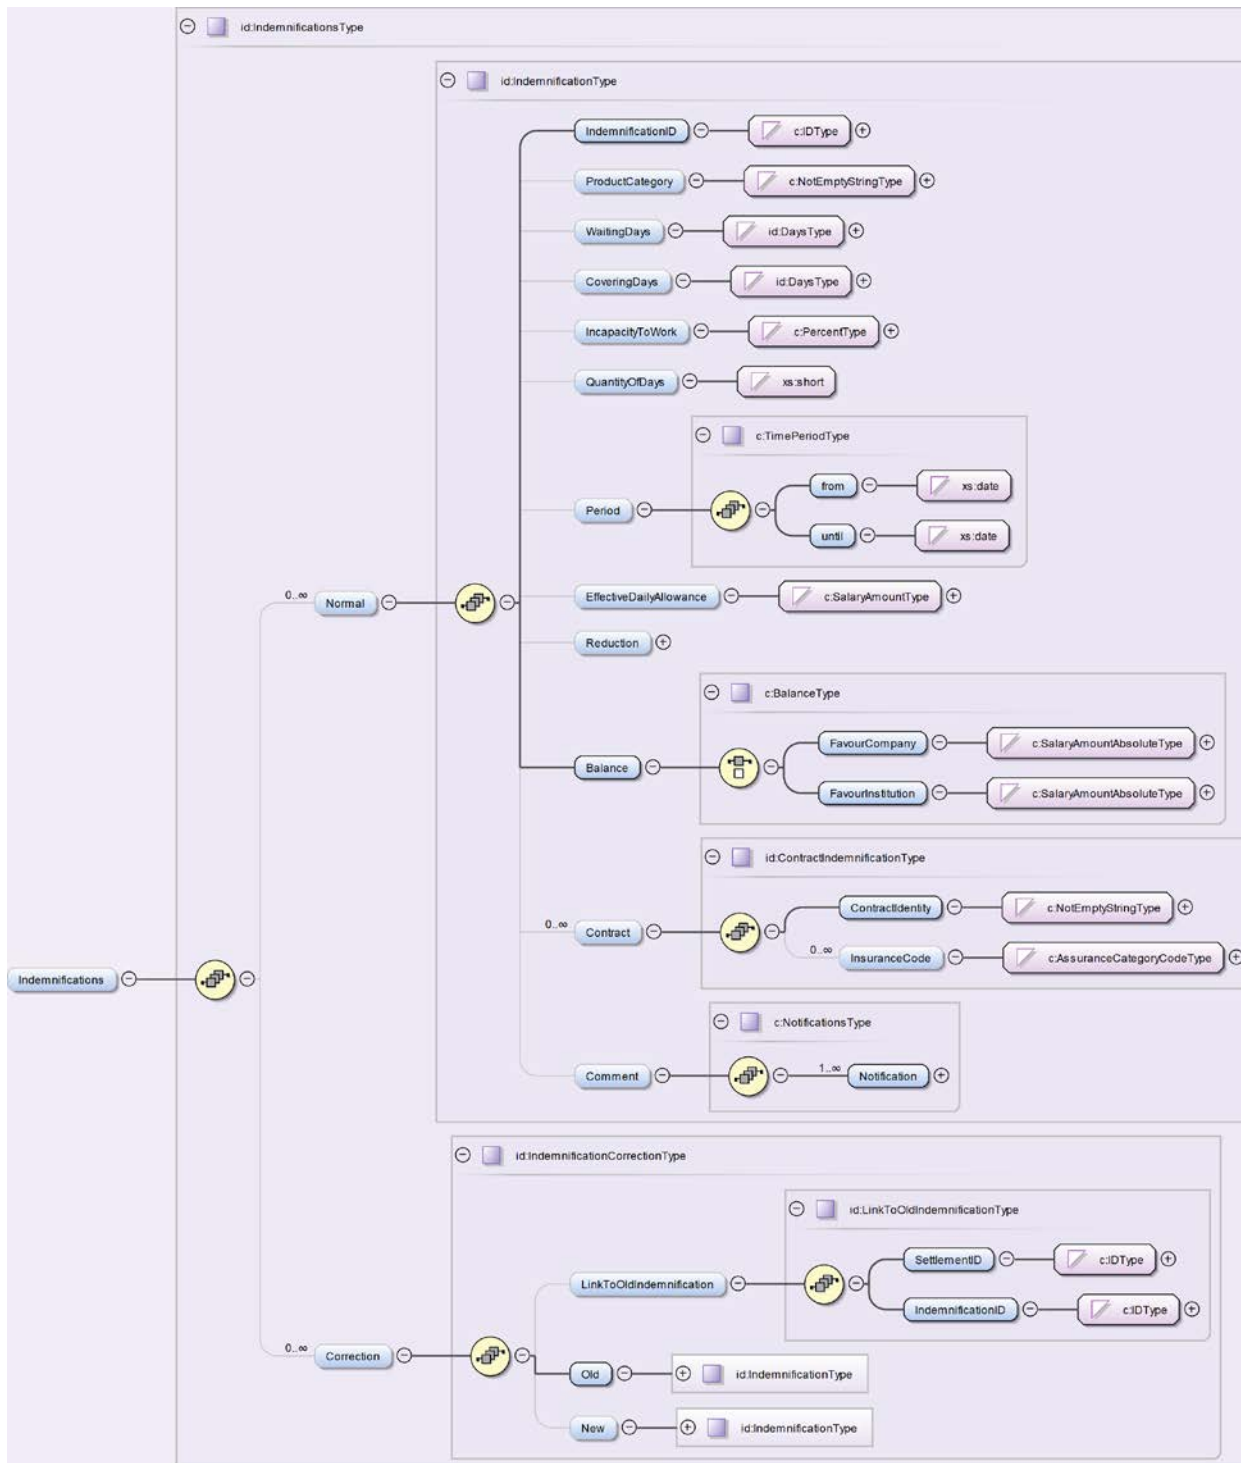 id:IndemnificationsType
id:IndemnificationType
IndemnificationID c:IDType
ProductCategory c:NotEmptyStringType
WaitingDays id:DaysType
CoveringDays id:DaysType
IncapacityToWork c:PercentType
QuantityOfDays xs:short
c:TimePeriodType
from xs:date
Period
until xs:date
EffectiveDailyAllowance c:SalaryAmountType
0..∞ Normal
Reduction
c:BalanceType
FavourCompany c:SalaryAmountAbsoluteType
Balance
FavourInstitution c:SalaryAmountAbsoluteType
id:ContractIndemnificationType
ContractIdentity c:NotEmptyStringType
0..∞ Contract
0..∞ InsuranceCode c:AssuranceCategoryCodeType
Indemnifications
c:NotificationsType
Comment 1..∞ Notification
id:IndemnificationCorrectionType
id:LinkToOldIndemnificationType
SettlementID c:IDType
LinkToOldIndemnification
IndemnificationID c:IDType
0..∞ Correction
Old id:IndemnificationType
New id:IndemnificationType